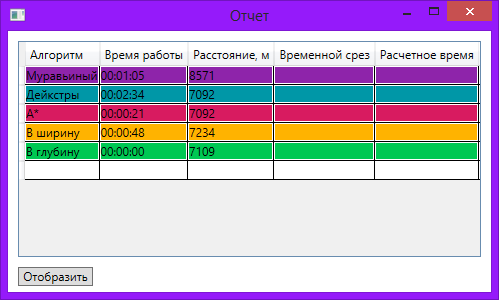 Отчет
Алгоритм Время работы Расстояние, м Временной срез Расчетное время
Муравьиный 00:01:05 8571
Дейкстры 00:02:34 7092
A* 00:00:21 7092
В ширину 00:00:48 7234
В глубину 00:00:00 7109
Отобразить